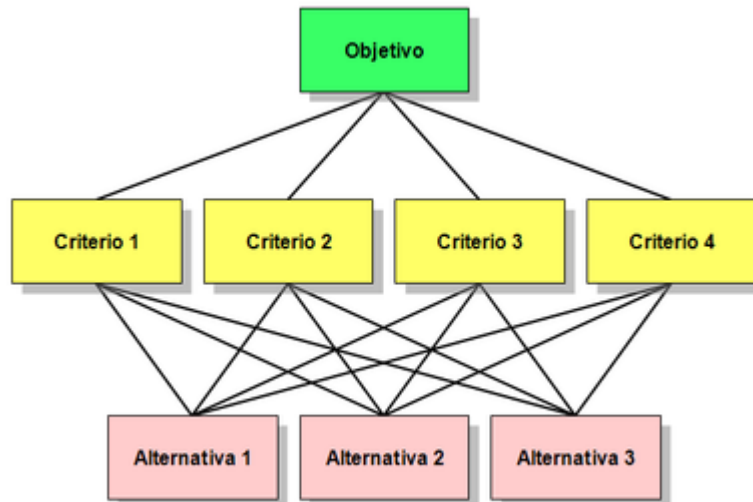 Objetivo
Criterio 1
Criterio 2
Criterio 3
Criterio 4
Alternativa 1
Alternativa 2
Alternativa 3